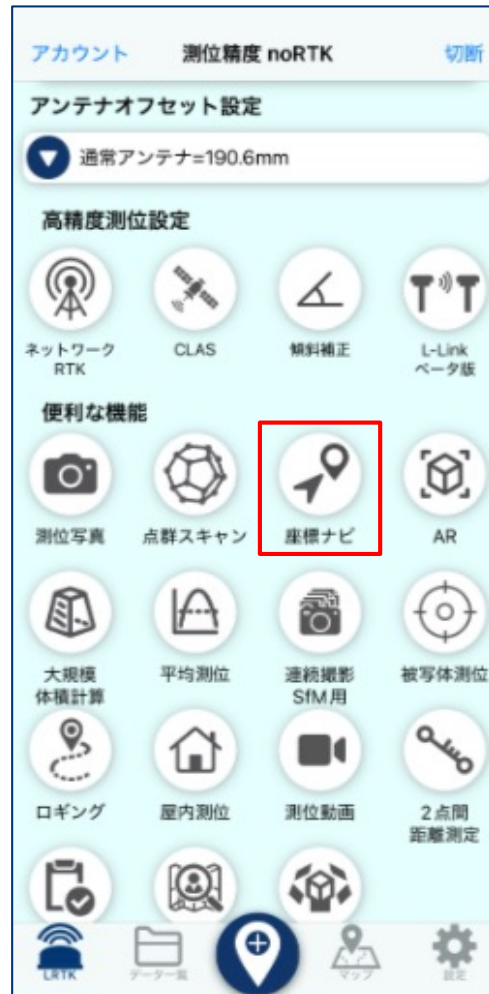 アカウント 測位精度 noRTK 切断
アンテナオフセット設定
通常アンテナ=190.6mm
高精度測位設定
ネットワーク
RTK
CLAS
傾斜補正
L-Link
ベータ版
便利な機能
測位写真
点群スキャン
座標ナビ
AR
大規模
体積計算
平均測位
連続撮影
SfM用
被写体測位
ロギング
屋内測位
測位動画
2点間
距離測定
LRTK
データ一覧
マップ
設定